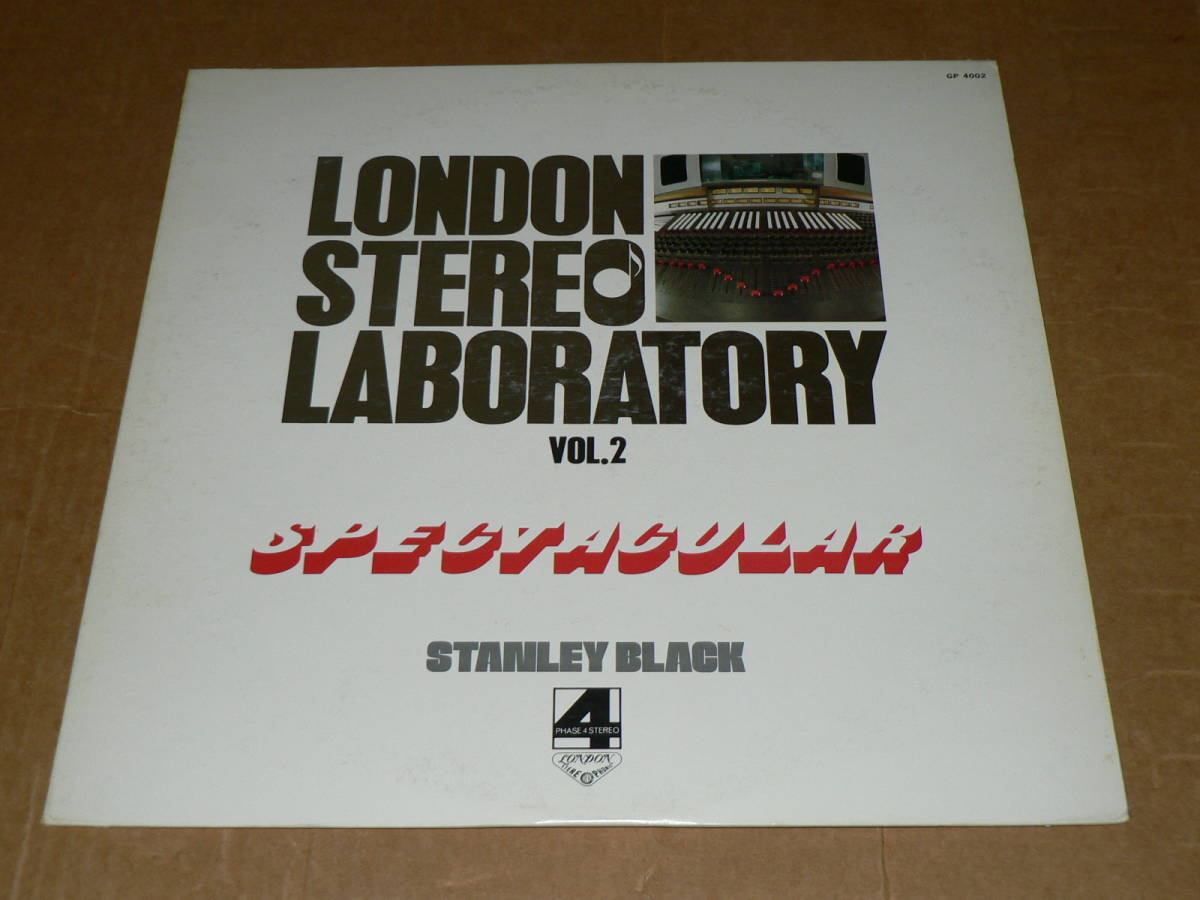 GP 4002
LONDON
STEREO
LABORATORY
VOL.2
SPECTACULAR
STANLEY BLACK
4
PHASE 4 STEREO
LONDON